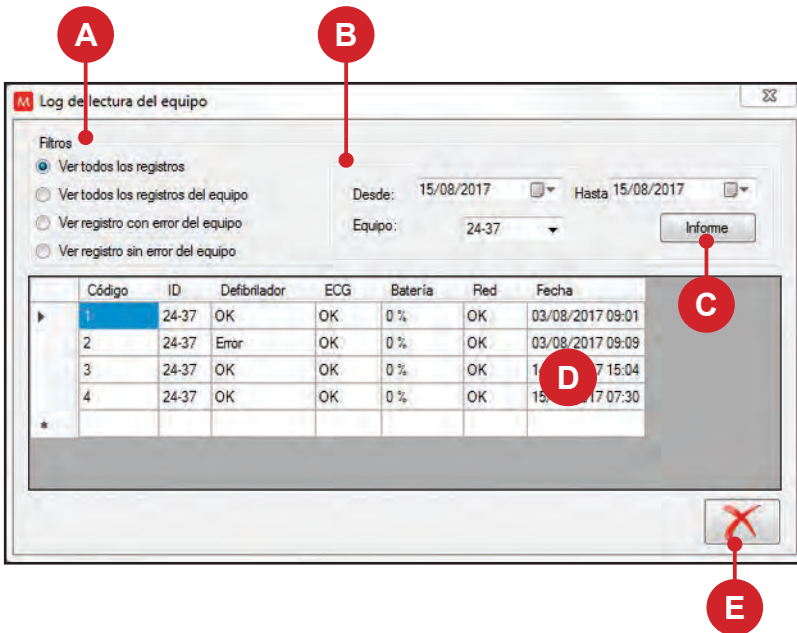 A
B
M Log de lectura del equipo
Filtros
Ver todos los registros
Ver todos los registros del equipo
Ver registro con error del equipo
Ver registro sin error del equipo
Desde: 15/08/2017 Hasta 15/08/2017
Equipo: 24-37 Informe
C
Código ID Defibrilador ECG Batería Red Fecha
1 24-37 OK OK 0 % OK 03/08/2017 09:01
2 24-37 Error OK 0 % OK 03/08/2017 09:09
3 24-37 OK OK 0 % OK 15:04
4 24-37 OK OK 0 % OK 07:30
*
D
E